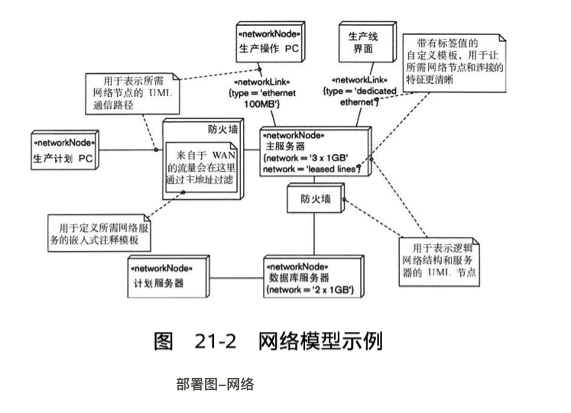 «networkNode»
生产操作 PC
生产线
界面
带有标签值的
自定义模板，用于让
所需网络节点和连接的
特征更清晰
用于表示所需
网络节点的 UML
通信路径
«networkLink»
{type = 'ethernet
100MB'}
«networkLink»
{type = 'dedicated
ethernet'}
防火墙
«networkNode»
生产计划 PC
来自于 WAN
的流量会在这里
通过主地址过滤
«networkNode»
主服务器
{network = '3 x 1GB'
network = 'leased lines'}
防火墙
用于定义所需网络服
务的嵌入式注释模板
用于表示逻辑
网络结构和服务
器的 UML 节点
«networkNode»
计划服务器
«networkNode»
数据库服务器
{network = '2 x 1GB'}
图 21-2 网络模型示例
部署图–网络